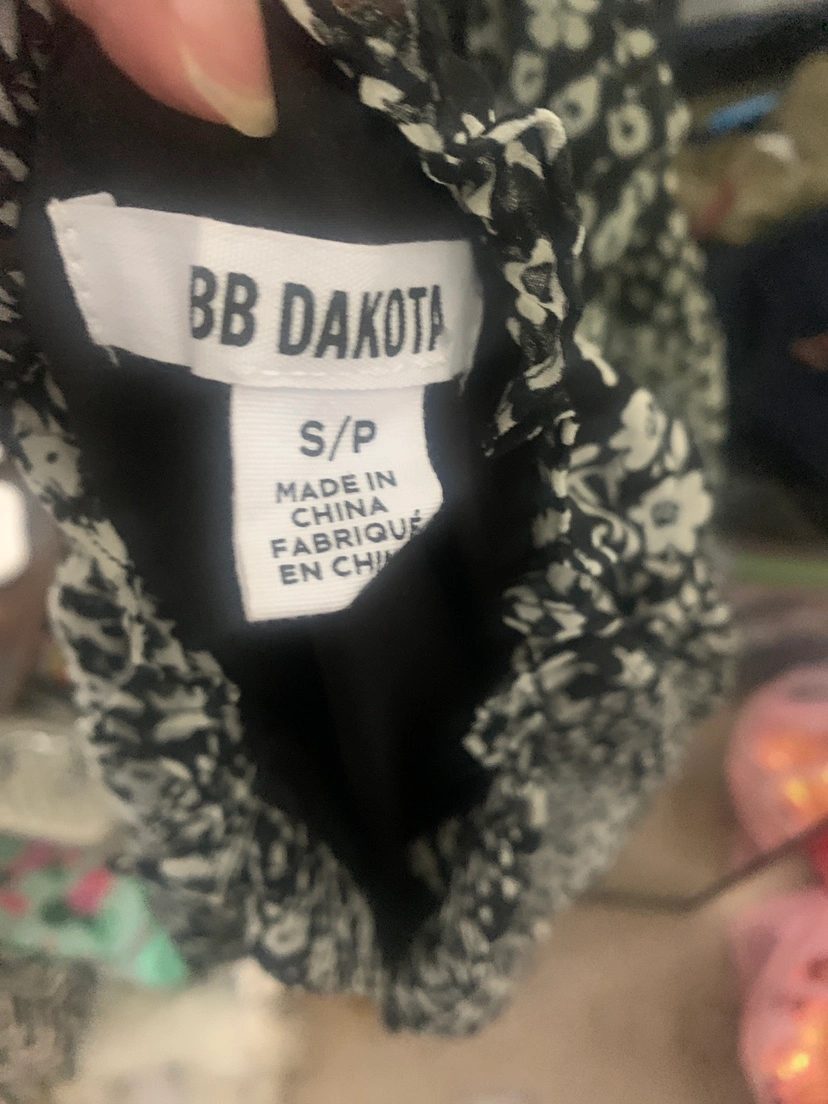 BB DAKOTA
S/P
MADE IN
CHINA
FABRIQUÉ
EN CHIN